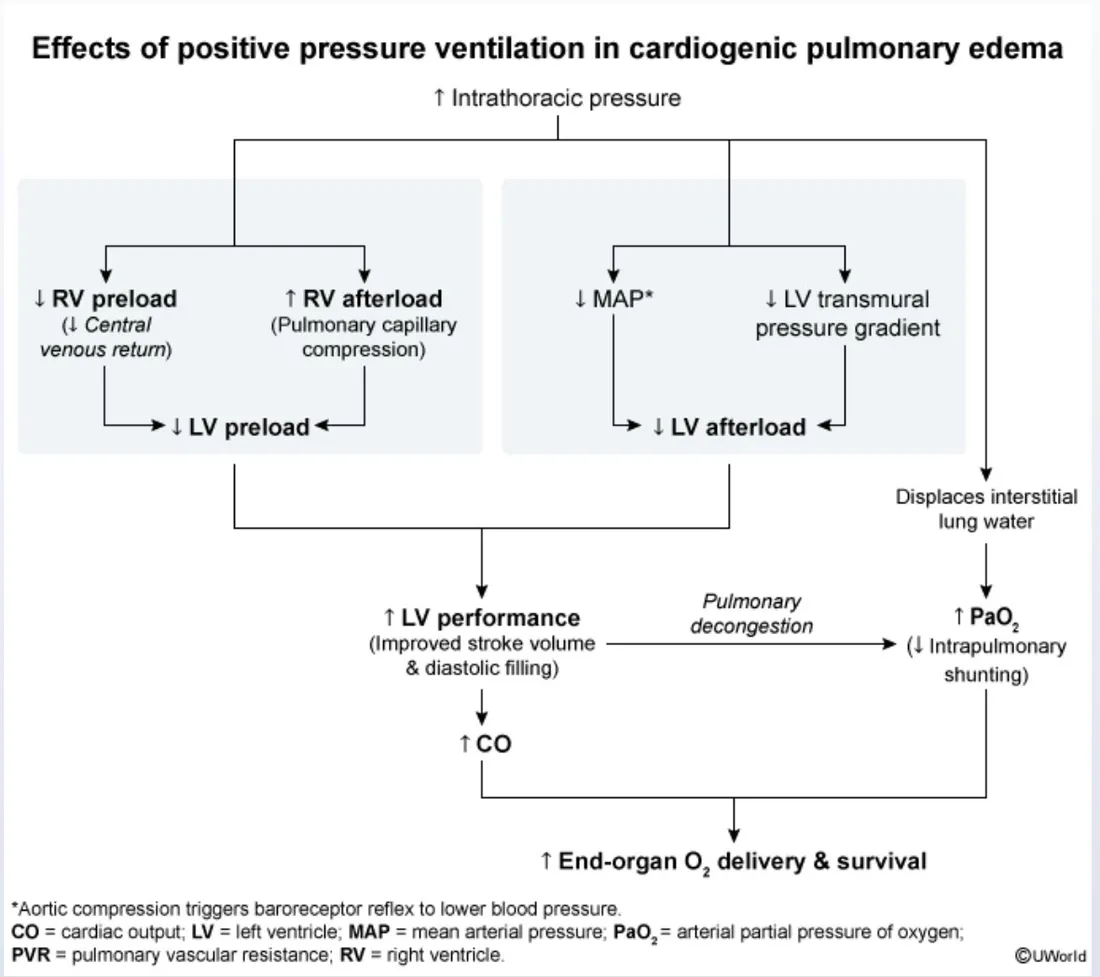 Effects of positive pressure ventilation in cardiogenic pulmonary edema
↑ Intrathoracic pressure
↓ RV preload
(↓ Central
venous return)
↑ RV afterload
(Pulmonary capillary
compression)
↓ LV preload
↓ MAP*
↓ LV transmural
pressure gradient
↓ LV afterload
Displaces interstitial
lung water
↑ LV performance
(Improved stroke volume
& diastolic filling)
Pulmonary
decongestion
↑ PaO₂
(↓ Intrapulmonary
shunting)
↑ CO
↑ End-organ O₂ delivery & survival
*Aortic compression triggers baroreceptor reflex to lower blood pressure.
CO = cardiac output; LV = left ventricle; MAP = mean arterial pressure; PaO₂ = arterial partial pressure of oxygen;
PVR = pulmonary vascular resistance; RV = right ventricle.
©UWorld